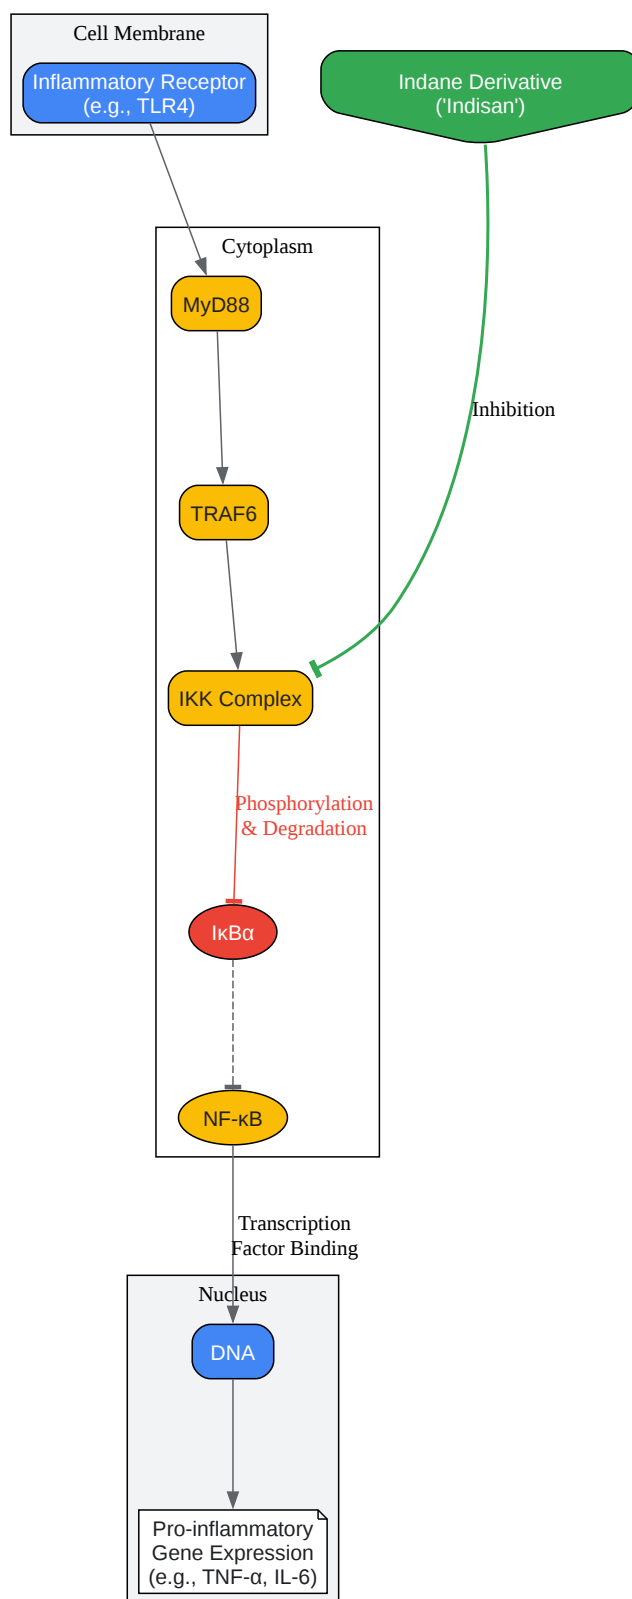 Cell Membrane
Inflammatory Receptor
(e.g., TLR4)
Indane Derivative
('Indisan')
Cytoplasm
MyD88
Inhibition
TRAF6
IKK Complex
Phosphorylation
& Degradation
IκBα
NF-κB
Transcription
Factor Binding
Nucleus
DNA
Pro-inflammatory
Gene Expression
(e.g., TNF-α, IL-6)